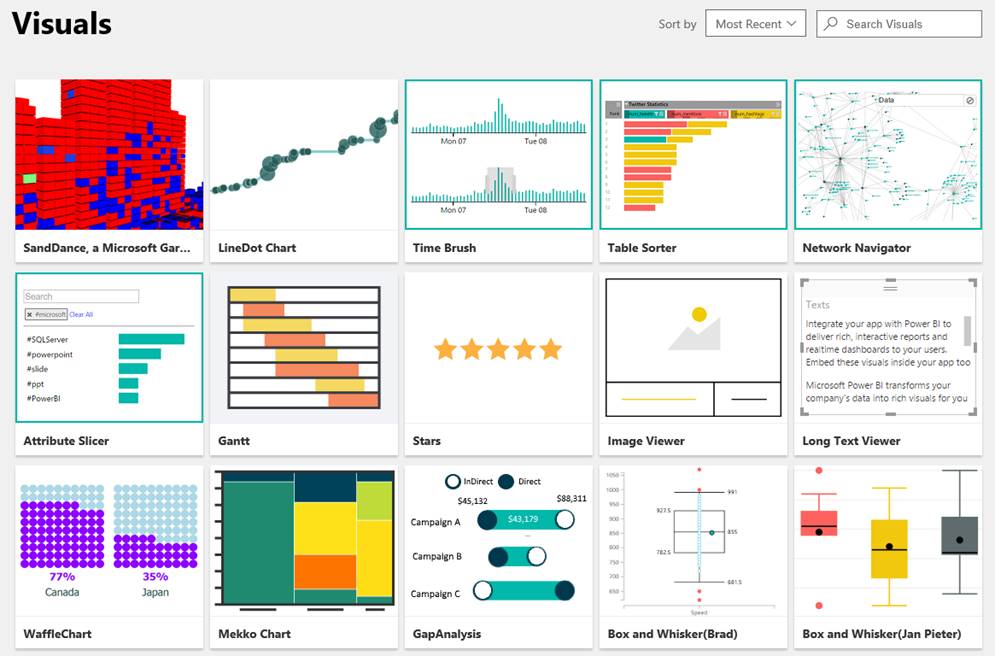 Visuals
Sort by
Most Recent
Search Visuals
SandDance, a Microsoft Gar...
LineDot Chart
Mon 07 Tue 08
Mon 07 Tue 08
Time Brush
Twitter Statistics
Table Sorter
Data
Network Navigator
Search
× #microsoft Clear All
#SQLServer
#powerpoint
#slide
#ppt
#PowerBI
Attribute Slicer
Gantt
Stars
Image Viewer
Texts
Integrate your app with Power BI to
deliver rich, interactive reports and
realtime dashboards to your users.
Embed these visuals inside your app too
Microsoft Power BI transforms your
company's data into rich visuals for you
Long Text Viewer
77%
Canada
35%
Japan
WaffleChart
Mekko Chart
InDirect Direct
$45,132 $88,311
Campaign A $43,179
Campaign B
Campaign C
GapAnalysis
1050
1000
950
900
850
800
750
700
650
991
927.5
855
782.5
681.5
Speed
Box and Whisker(Brad)
Box and Whisker(Jan Pieter)